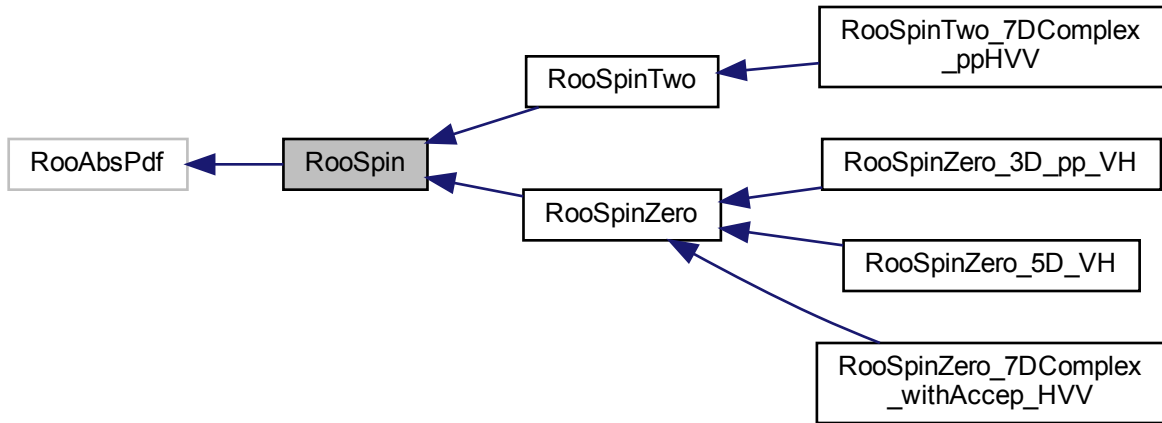 RooAbsPdf
RooSpin
RooSpinTwo
RooSpinZero
RooSpinTwo_7DComplex
_ppHVV
RooSpinZero_3D_pp_VH
RooSpinZero_5D_VH
RooSpinZero_7DComplex
_withAccep_HVV